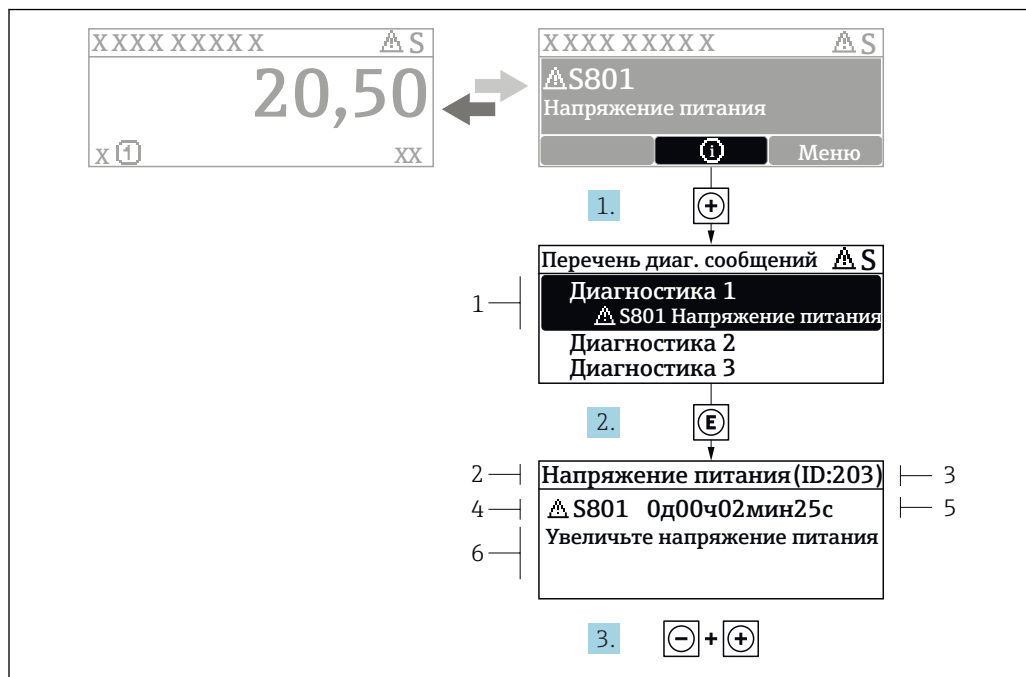 XXXX XXXXX ⚠ S
20,50
x ① xx
XXXX XXXXX ⚠ S
⚠S801
Напряжение питания
ⓘ Меню
1. +
Перечень диаг. сообщений ⚠ S
1
Диагностика 1
⚠ S801 Напряжение питания
Диагностика 2
Диагностика 3
2. E
2 Напряжение питания (ID:203) 3
4 ⚠ S801 0д00ч02мин25с 5
6 Увеличьте напряжение питания
3. - + +